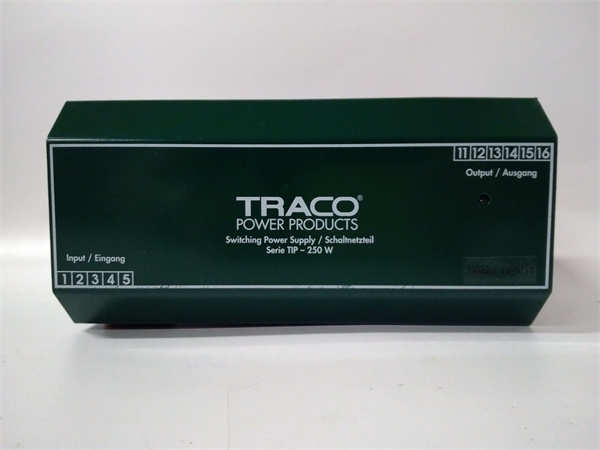 11 12 13 14 15 16
Output / Ausgang
TRACO®
POWER PRODUCTS
Switching Power Supply / Schaltnetzteil
Serie TIP – 250 W
Input / Eingang
1 2 3 4 5